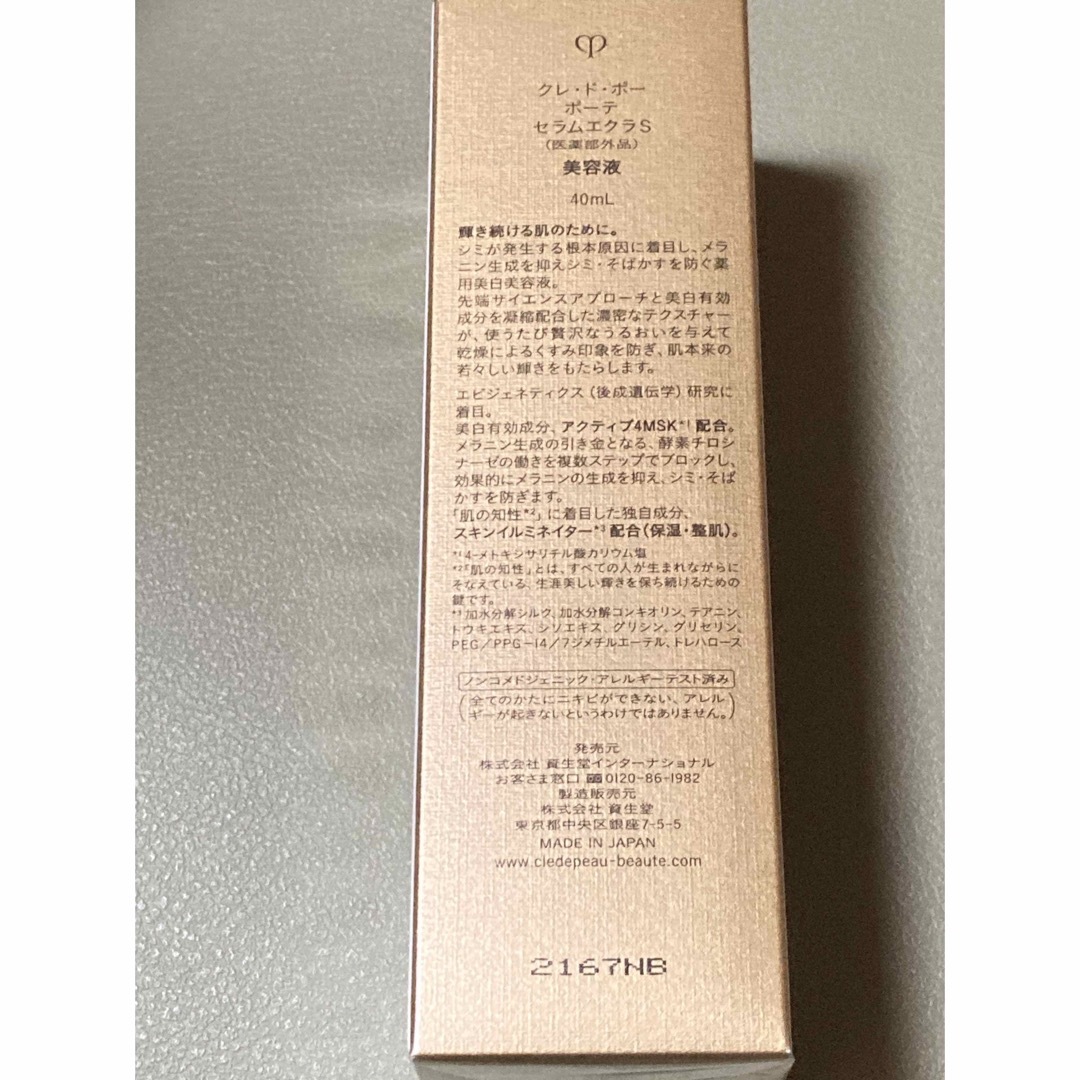 クレ・ド・ポー
ボーテ
セラムエクラS
（医薬部外品）
美容液
40mL
輝き続ける肌のために。
シミが発生する根本原因に着目し、メラ
ニン生成を抑えシミ・そばかすを防ぐ薬
用美白美容液。
先端サイエンスアプローチと美白有効
成分を凝縮配合した濃密なテクスチャー
が、使うたび贅沢なうるおいを与えて
乾燥によるくすみ印象を防ぎ、肌本来の
若々しい輝きをもたらします。
エピジェネティクス（後成遺伝学）研究に
着目。
美白有効成分、アクティブ4MSK*1 配合。
メラニン生成の引き金となる、酵素チロシ
ナーゼの働きを複数ステップでブロックし、
効果的にメラニンの生成を抑え、シミ・そば
かすを防ぎます。
「肌の知性*2」に着目した独自成分、
スキンイルミネイター*3 配合（保湿・整肌）。
*1 4-メトキシサリチル酸カリウム塩
*2「肌の知性」とは、すべての人が生まれながらに
そなえている、生涯美しい輝きを保ち続けるための
鍵です。
*3 加水分解シルク、加水分解コンキオリン、テアニン、
トウキエキス、シソエキス、グリシン、グリセリン、
PEG/PPG-14/7ジメチルエーテル、トレハロース
ノンコメドジェニック・アレルギーテスト済み
（全てのかたにニキビができない、アレル
ギーが起きないというわけではありません。）
発売元
株式会社 資生堂インターナショナル
お客さま窓口 0120-86-1982
製造販売元
株式会社 資生堂
東京都中央区銀座7-5-5
MADE IN JAPAN
www.cledepeau-beaute.com
2167NB